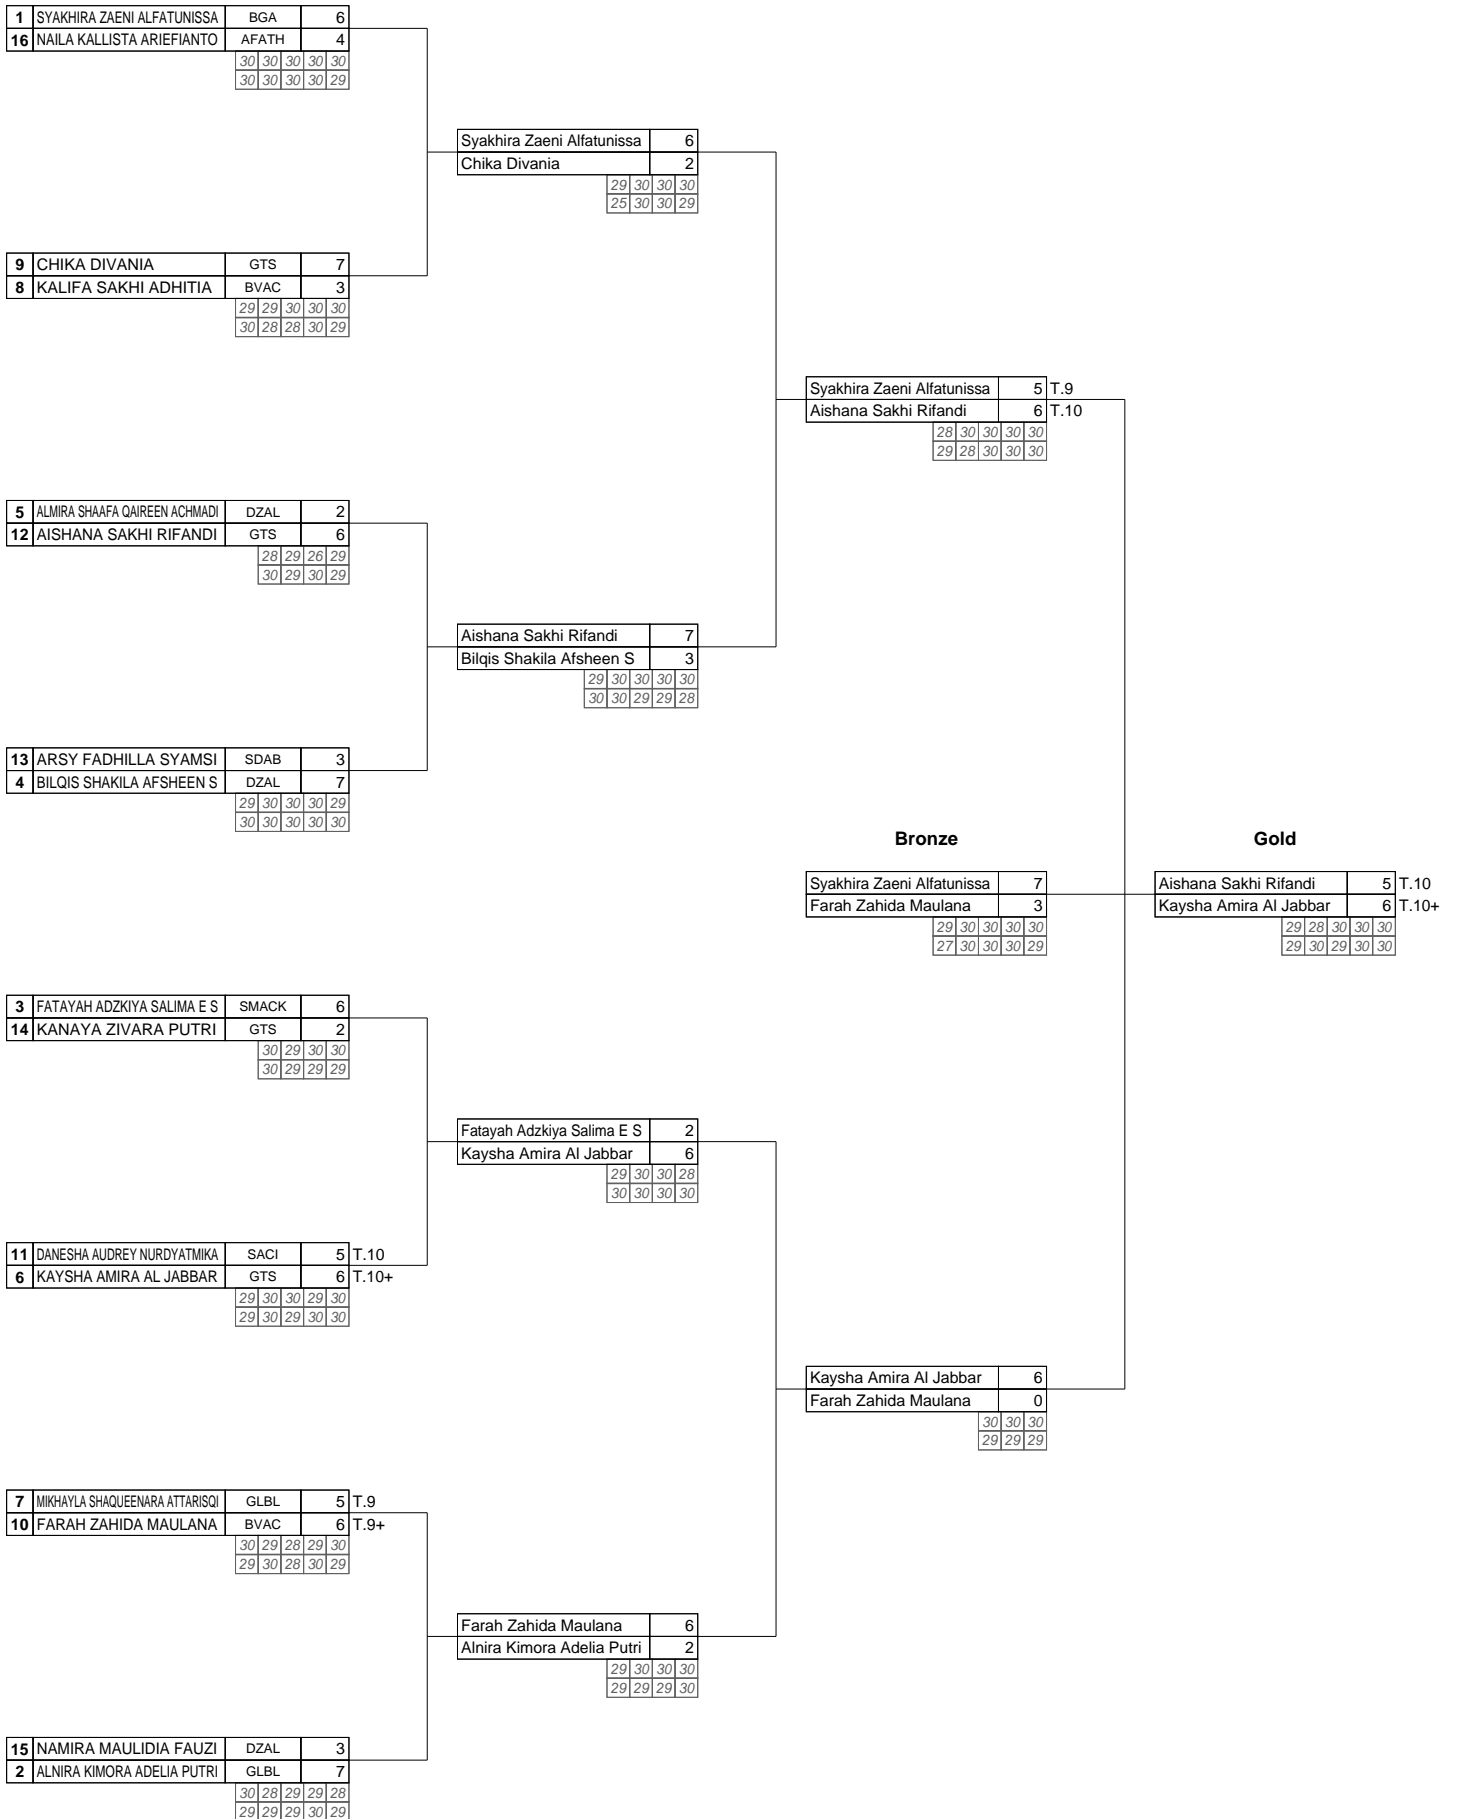 1 SYAKHIRA ZAENI ALFATUNISSA BGA 6
16 NAILA KALLISTA ARIEFIANTO AFATH 4
30 30 30 30 30
30 30 30 30 29
Syakhira Zaeni Alfatunissa 6
Chika Divania 2
29 30 30 30
25 30 30 29
9 CHIKA DIVANIA GTS 7
8 KALIFA SAKHI ADHITIA BVAC 3
29 29 30 30 30
30 28 28 30 29
Syakhira Zaeni Alfatunissa 5 T.9
Aishana Sakhi Rifandi 6 T.10
28 30 30 30 30
29 28 30 30 30
5 ALMIRA SHAAFA QAIREEN ACHMADI DZAL 2
12 AISHANA SAKHI RIFANDI GTS 6
28 29 26 29
30 29 30 29
Aishana Sakhi Rifandi 7
Bilqis Shakila Afsheen S 3
29 30 30 30 30
30 30 29 29 28
13 ARSY FADHILLA SYAMSI SDAB 3
4 BILQIS SHAKILA AFSHEEN S DZAL 7
29 30 30 30 29
30 30 30 30 30
Bronze Gold
Syakhira Zaeni Alfatunissa 7 Aishana Sakhi Rifandi 5 T.10
Farah Zahida Maulana 3 Kaysha Amira Al Jabbar 6 T.10+
29 30 30 30 30 29 28 30 30 30
27 30 30 30 29 29 30 29 30 30
3 FATAYAH ADZKIYA SALIMA E S SMACK 6
14 KANAYA ZIVARA PUTRI GTS 2
30 29 30 30
30 29 29 29
Fatayah Adzkiya Salima E S 2
Kaysha Amira Al Jabbar 6
29 30 30 28
30 30 30 30
11 DANESHA AUDREY NURDYATMIKA SACI 5 T.10
6 KAYSHA AMIRA AL JABBAR GTS 6 T.10+
29 30 30 29 30
29 30 29 30 30
Kaysha Amira Al Jabbar 6
Farah Zahida Maulana 0
30 30 30
29 29 29
7 MIKHAYLA SHAQUEENARA ATTARISQI GLBL 5 T.9
10 FARAH ZAHIDA MAULANA BVAC 6 T.9+
30 29 28 29 30
29 30 28 30 29
Farah Zahida Maulana 6
Alnira Kimora Adelia Putri 2
29 30 30 30
29 29 29 30
15 NAMIRA MAULIDIA FAUZI DZAL 3
2 ALNIRA KIMORA ADELIA PUTRI GLBL 7
30 28 29 29 28
29 29 29 30 29